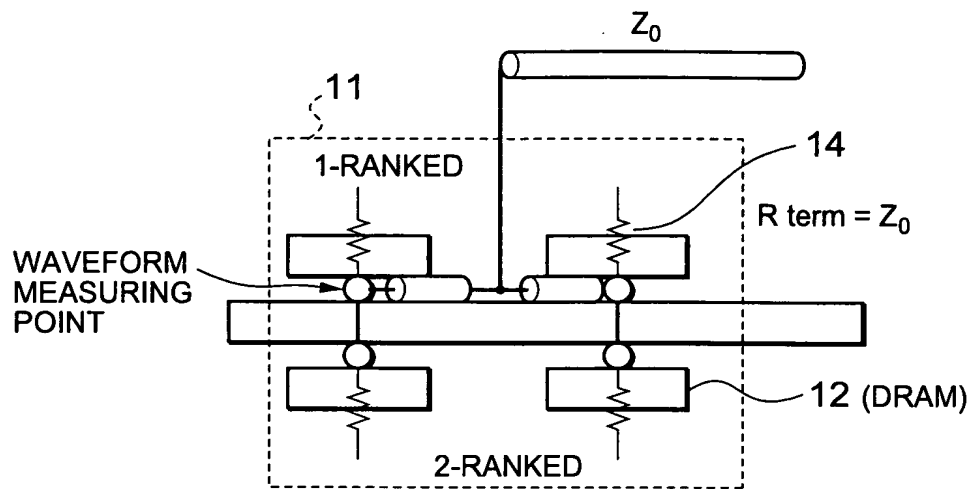 Z0
11
1-RANKED
14
R term = Z0
WAVEFORM
MEASURING
POINT
12 (DRAM)
2-RANKED